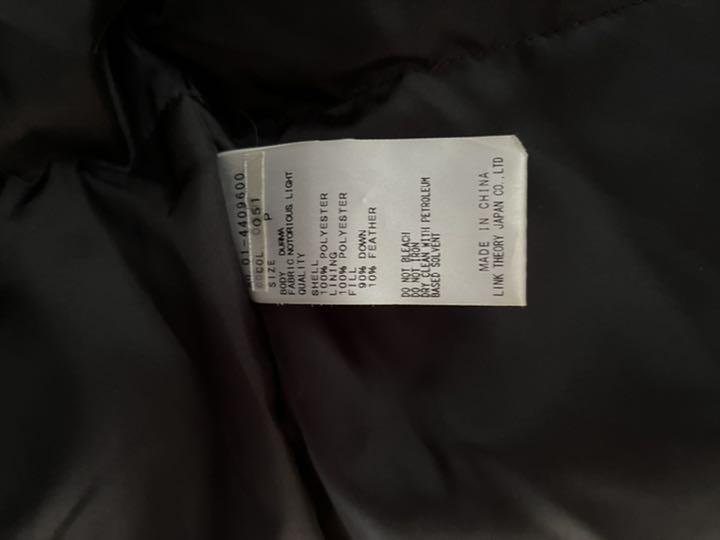 01-4409600
COL 0051
SIZE P
BODY DURMA
FABRIC NOTORIOUS LIGHT
QUALITY
SHELL
100% POLYESTER
LINING
100% POLYESTER
FILL
90% DOWN
10% FEATHER
DO NOT BLEACH
DO NOT IRON
DRY CLEAN WITH PETROLEUM
BASED SOLVENT
MADE IN CHINA
LINK THEORY JAPAN CO.,LTD